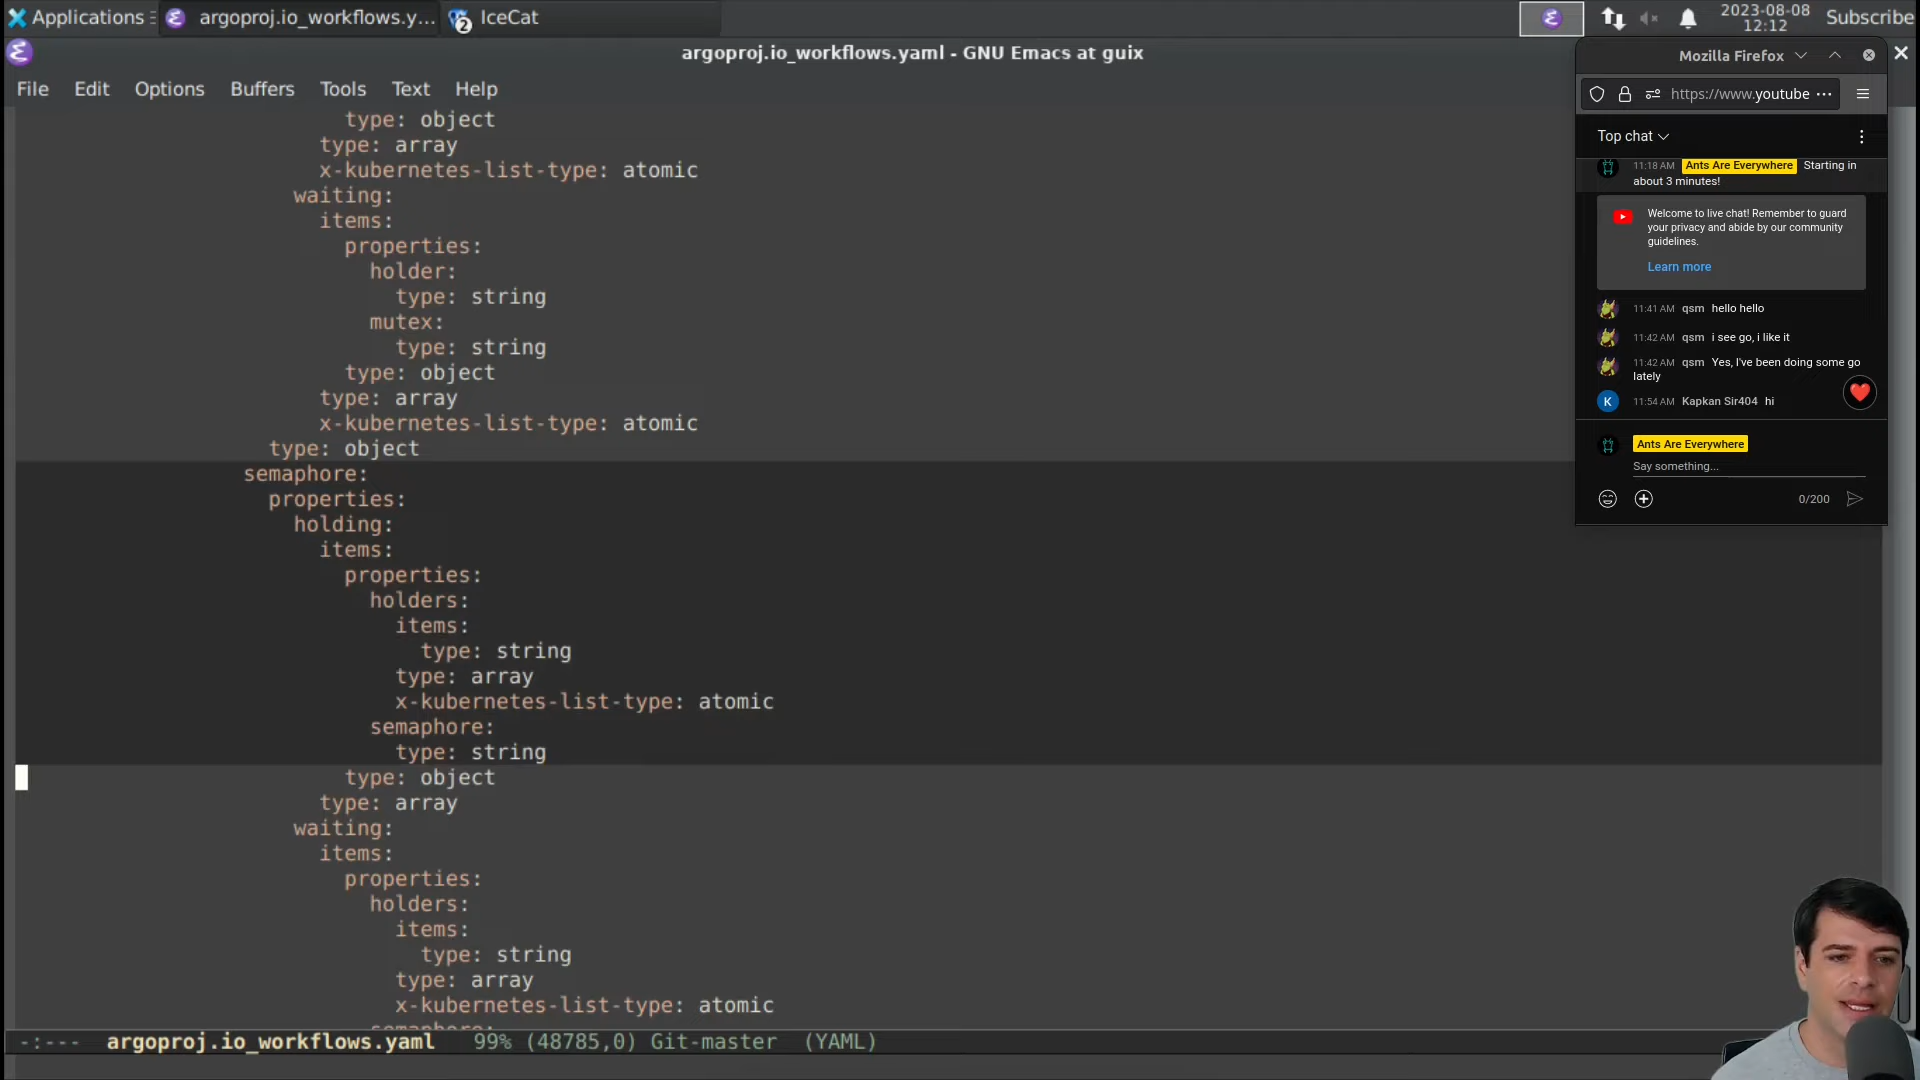 Applications
argoproj.io_workflows.y...
IceCat
2023-08-08
12:12
Subscribe
argoproj.io_workflows.yaml - GNU Emacs at guix
File Edit Options Buffers Tools Text Help
type: object
type: array
x-kubernetes-list-type: atomic
waiting:
items:
properties:
holder:
type: string
mutex:
type: string
type: object
type: array
x-kubernetes-list-type: atomic
type: object
semaphore:
properties:
holding:
items:
properties:
holders:
items:
type: string
type: array
x-kubernetes-list-type: atomic
semaphore:
type: string
type: object
type: array
waiting:
items:
properties:
holders:
items:
type: string
type: array
x-kubernetes-list-type: atomic
semaphore:
-:--- argoproj.io_workflows.yaml 99% (48785,0) Git-master (YAML)
Mozilla Firefox
https://www.youtube
Top chat
11:18 AM Ants Are Everywhere Starting in
about 3 minutes!
Welcome to live chat! Remember to guard
your privacy and abide by our community
guidelines.
Learn more
11:41 AM qsm hello hello
11:42 AM qsm i see go, i like it
11:42 AM qsm Yes, I've been doing some go
lately
K 11:54 AM Kapkan Sir404 hi
Ants Are Everywhere
Say something...
0/200